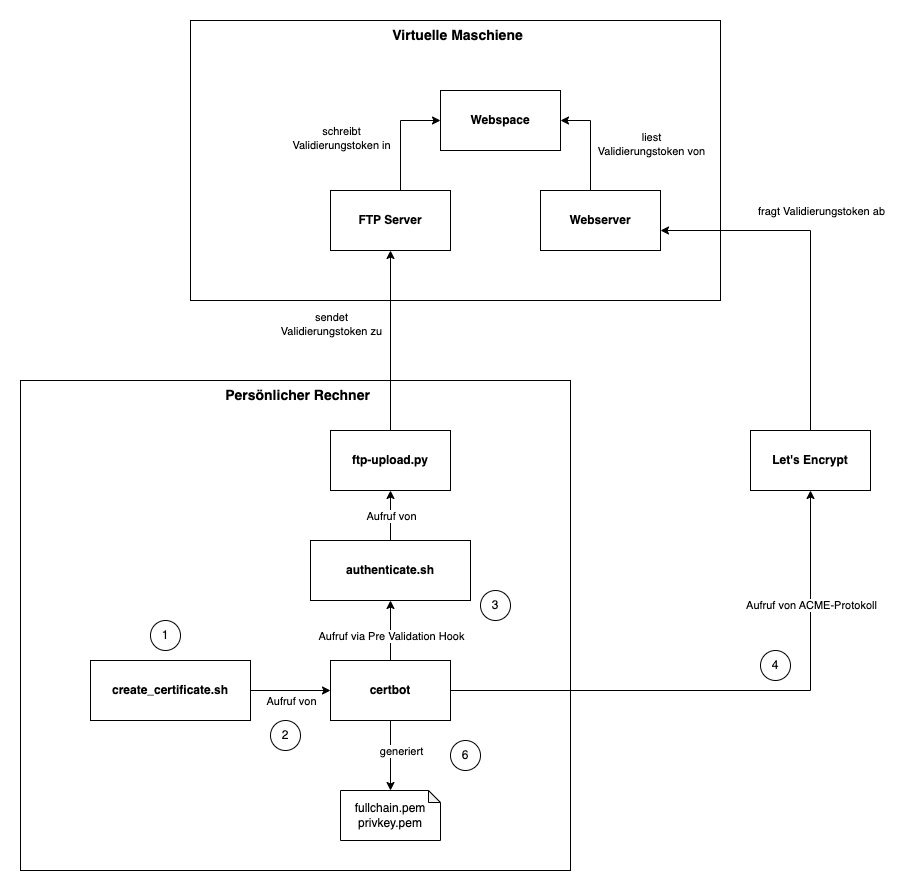 Virtuelle Maschiene
Webspace
schreibt
Validierungstoken in
liest
Validierungstoken von
FTP Server
Webserver
fragt Validierungstoken ab
sendet
Validierungstoken zu
Persönlicher Rechner
ftp-upload.py
Let's Encrypt
Aufruf von
authenticate.sh
3
Aufruf von ACME-Protokoll
1
Aufruf via Pre Validation Hook
4
create_certificate.sh
certbot
Aufruf von
2
generiert
6
fullchain.pem
privkey.pem